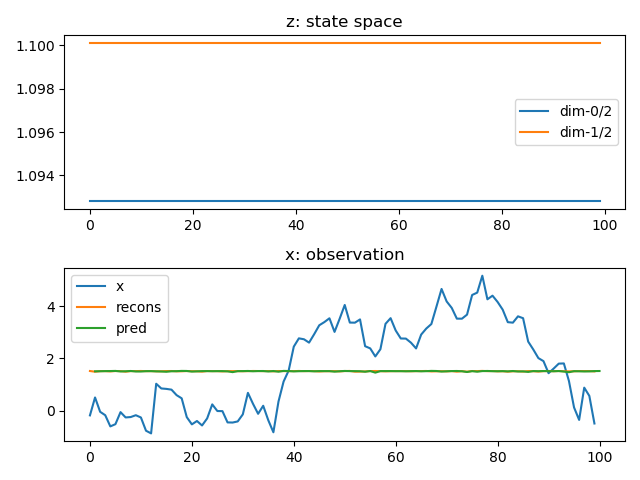 z: state space
1.100
1.098
1.096
1.094
dim-0/2
dim-1/2
0 20 40 60 80 100
x: observation
4
2
0
x
recons
pred
0 20 40 60 80 100